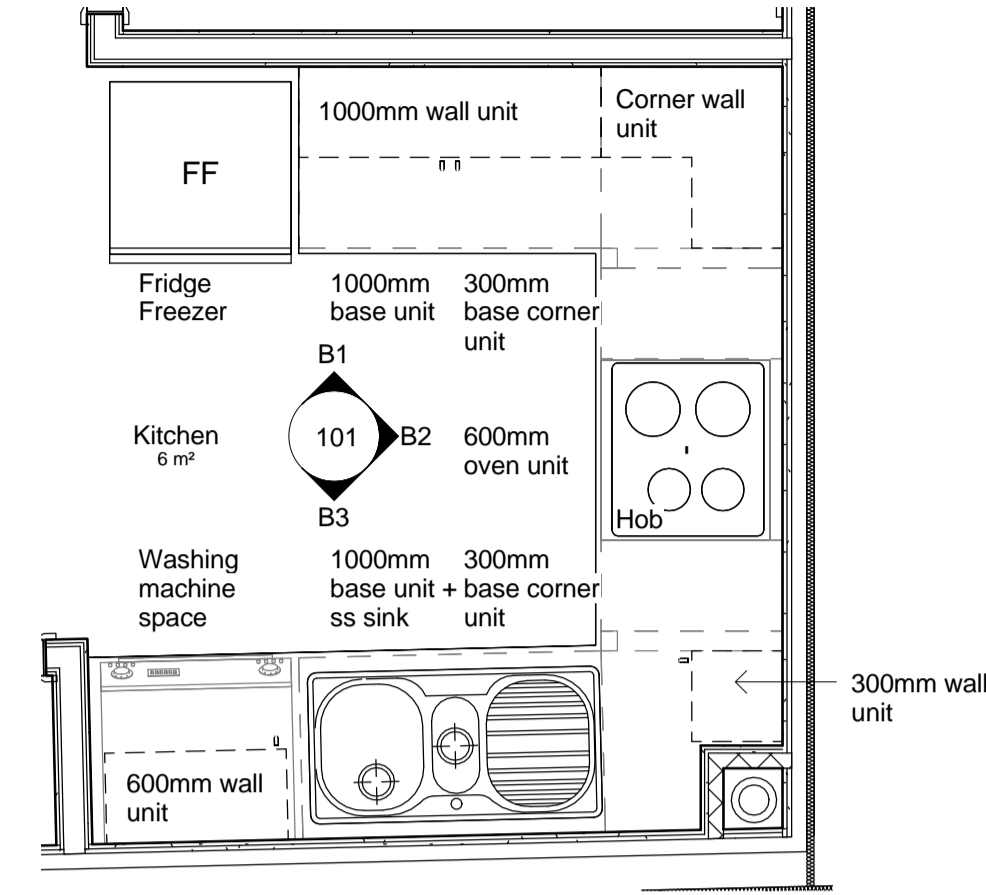 1000mm wall unit
Corner wall
unit
FF
Fridge
Freezer
1000mm
base unit
300mm
base corner
unit
B1
Kitchen
6 m²
101
B2
600mm
oven unit
B3
Hob
Washing
machine
space
1000mm
base unit +
ss sink
300mm
base corner
unit
300mm wall
unit
600mm wall
unit